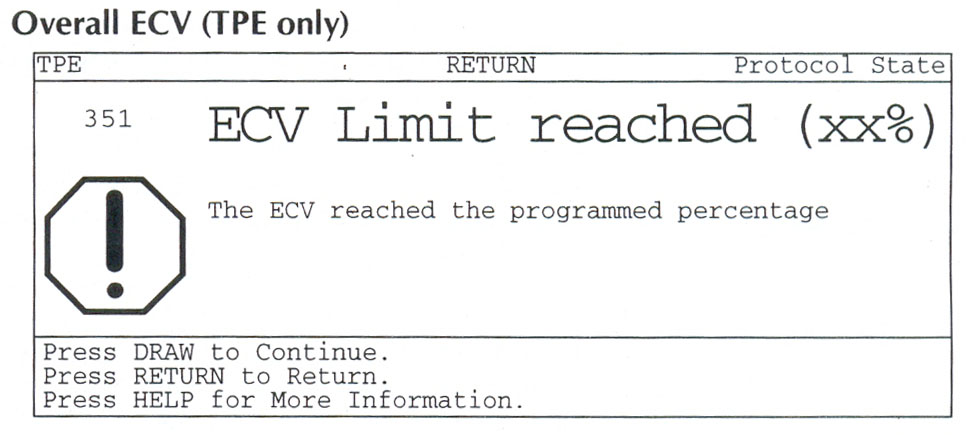 Overall ECV (TPE only)
TPE RETURN Protocol State
351 ECV Limit reached (xx%)
The ECV reached the programmed percentage
Press DRAW to Continue.
Press RETURN to Return.
Press HELP for More Information.